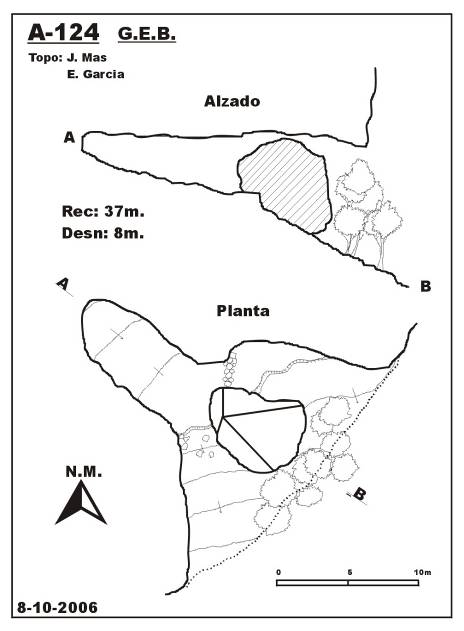 A-124 G.E.B.
Topo: J. Mas
E. Garcia
Alzado
A
Rec: 37m.
Desn: 8m.
B
A
Planta
N.M.
B
0 5 10m
8-10-2006